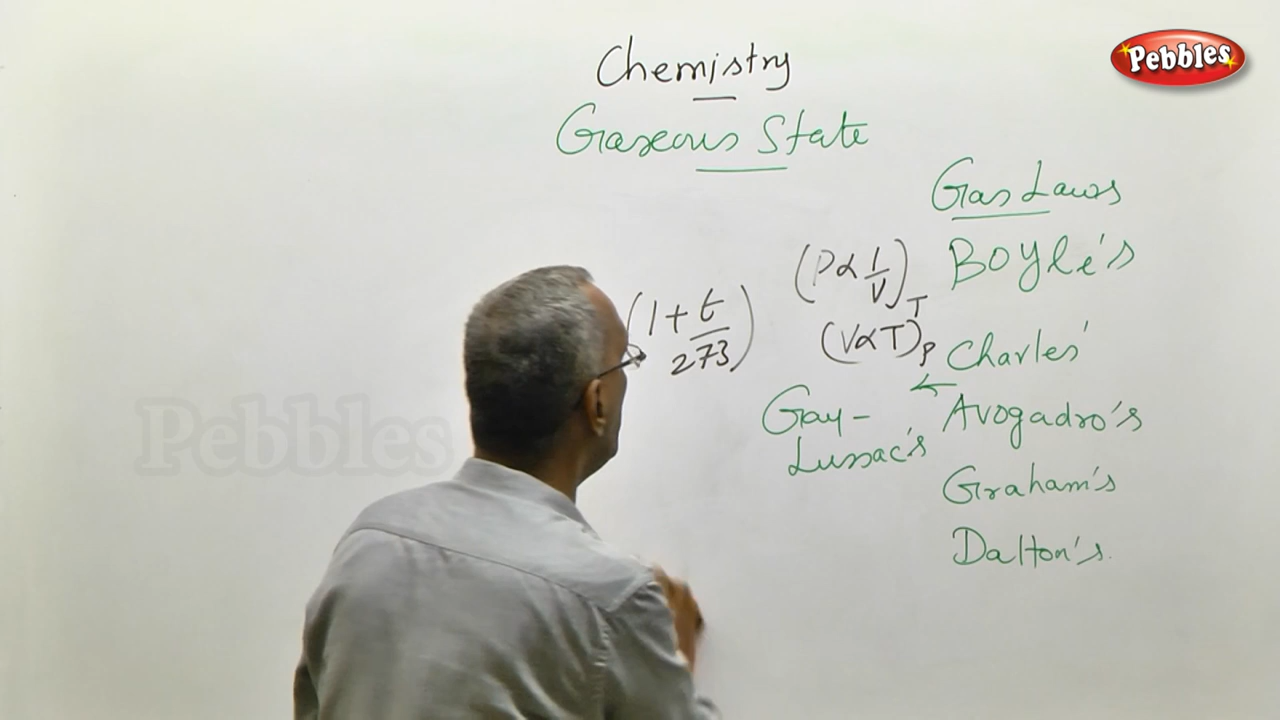 Pebbles
Chemistry
Gaseous State
Gas Laws
(P∝1/V)T Boyle's
(1+t/273)
(V∝T)P Charles'
← Avogadro's
Gay-
Lussac's
Pebbles
Graham's
Dalton's.